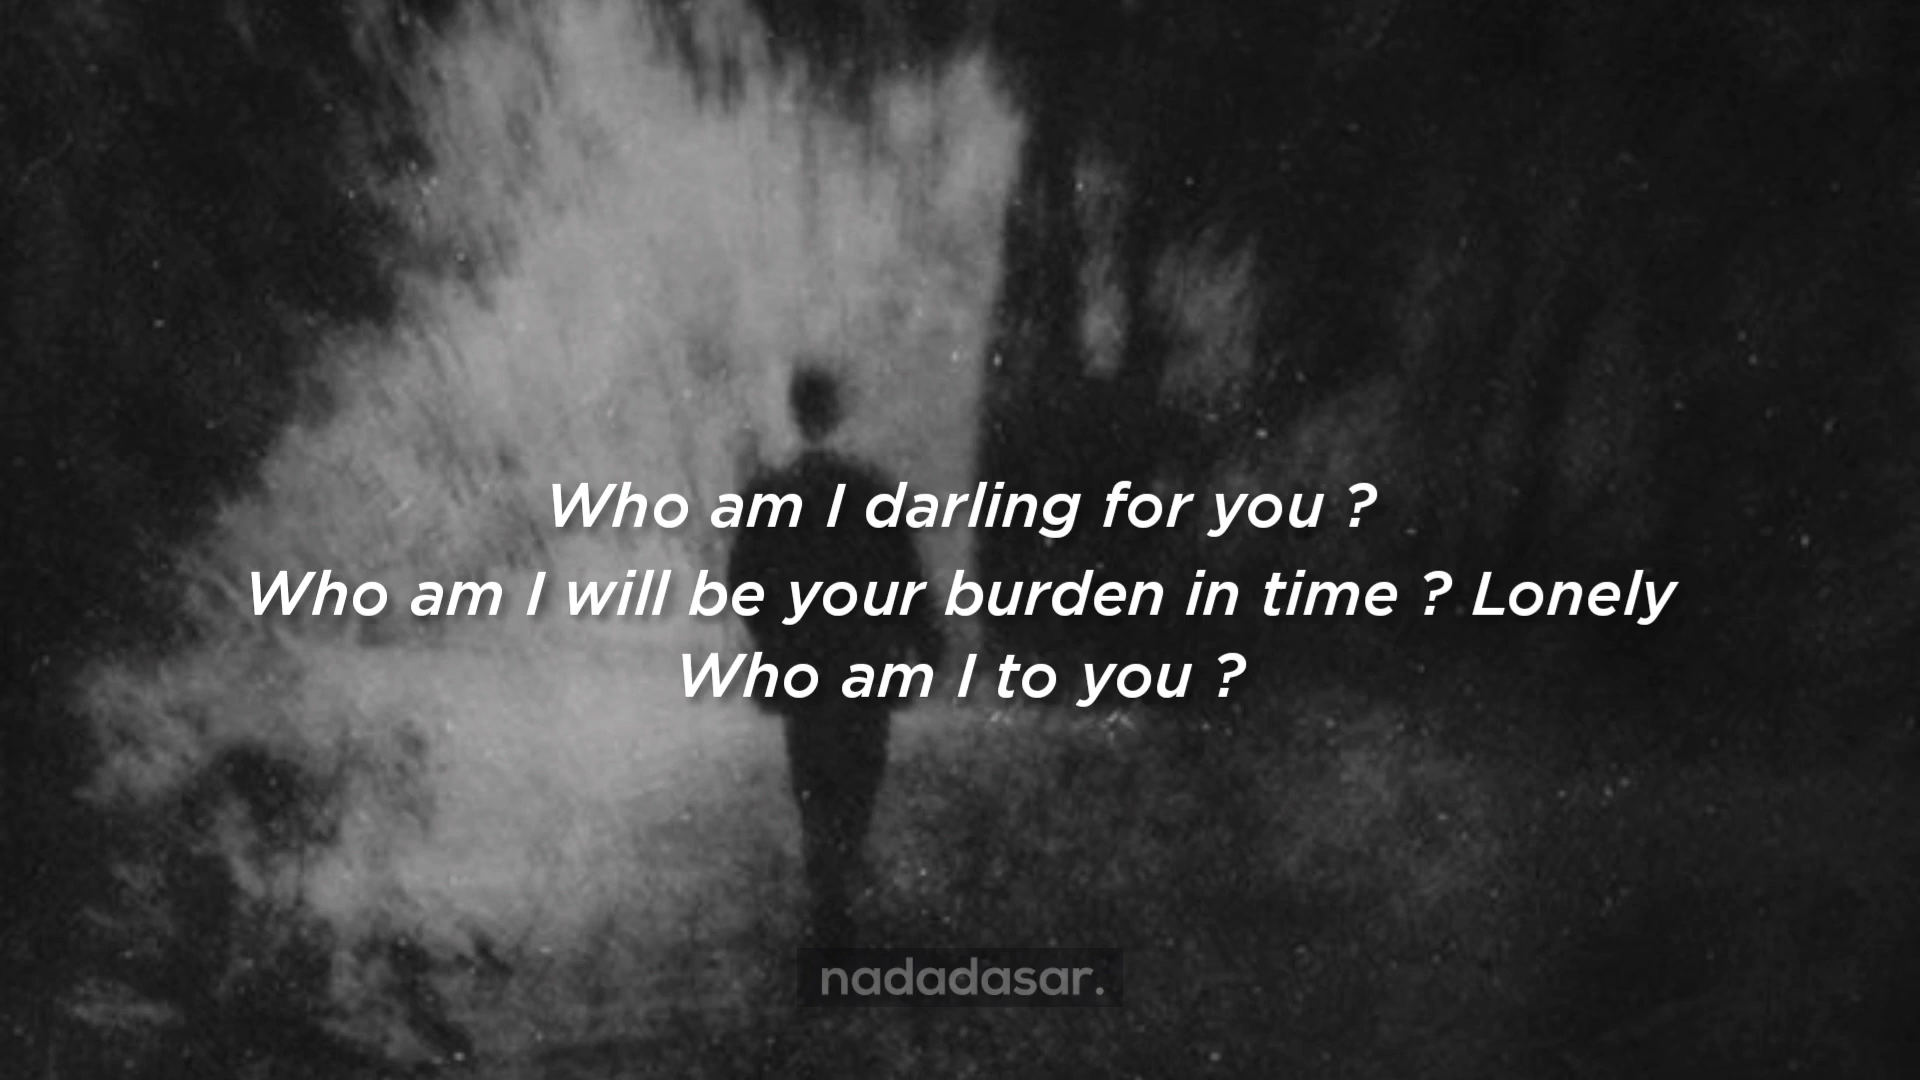 Who am I darling for you ?
Who am I will be your burden in time ? Lonely
Who am I to you ?
nadadasar.